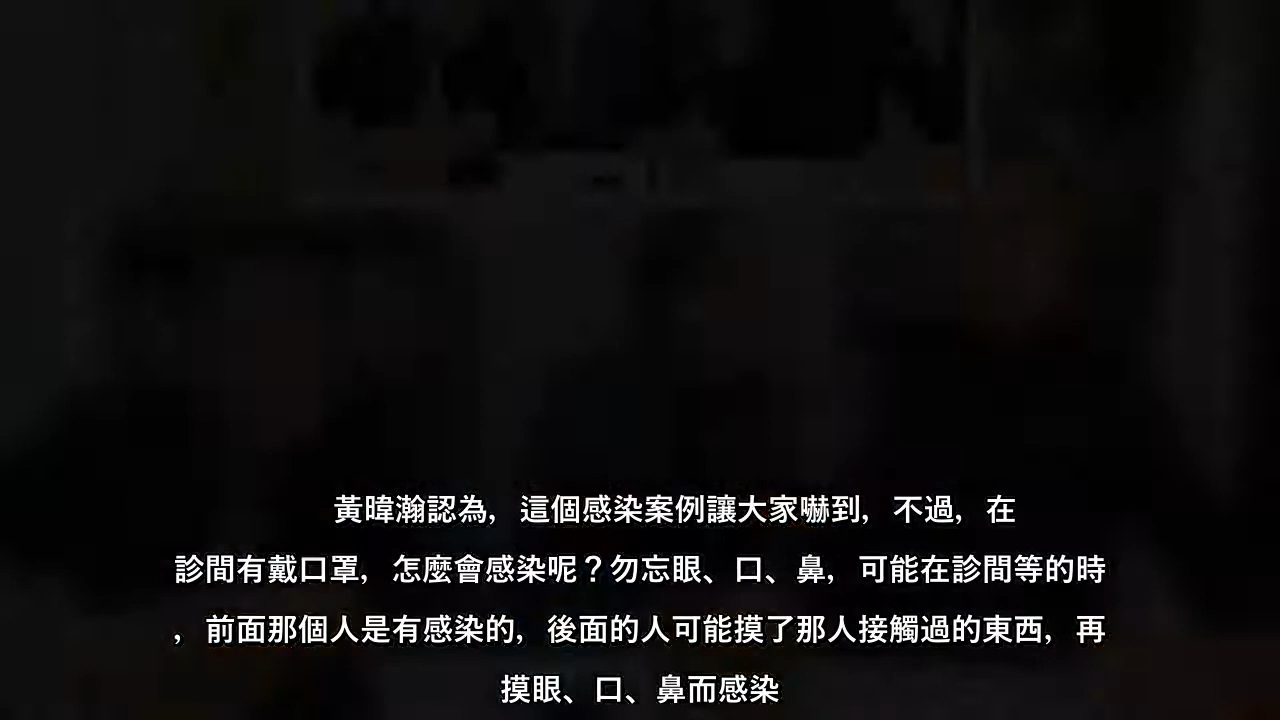 黃暐瀚認為，這個感染案例讓大家嚇到，不過，在
診間有戴口罩，怎麼會感染呢？勿忘眼、口、鼻，可能在診間等的時
，前面那個人是有感染的，後面的人可能摸了那人接觸過的東西，再
摸眼、口、鼻而感染